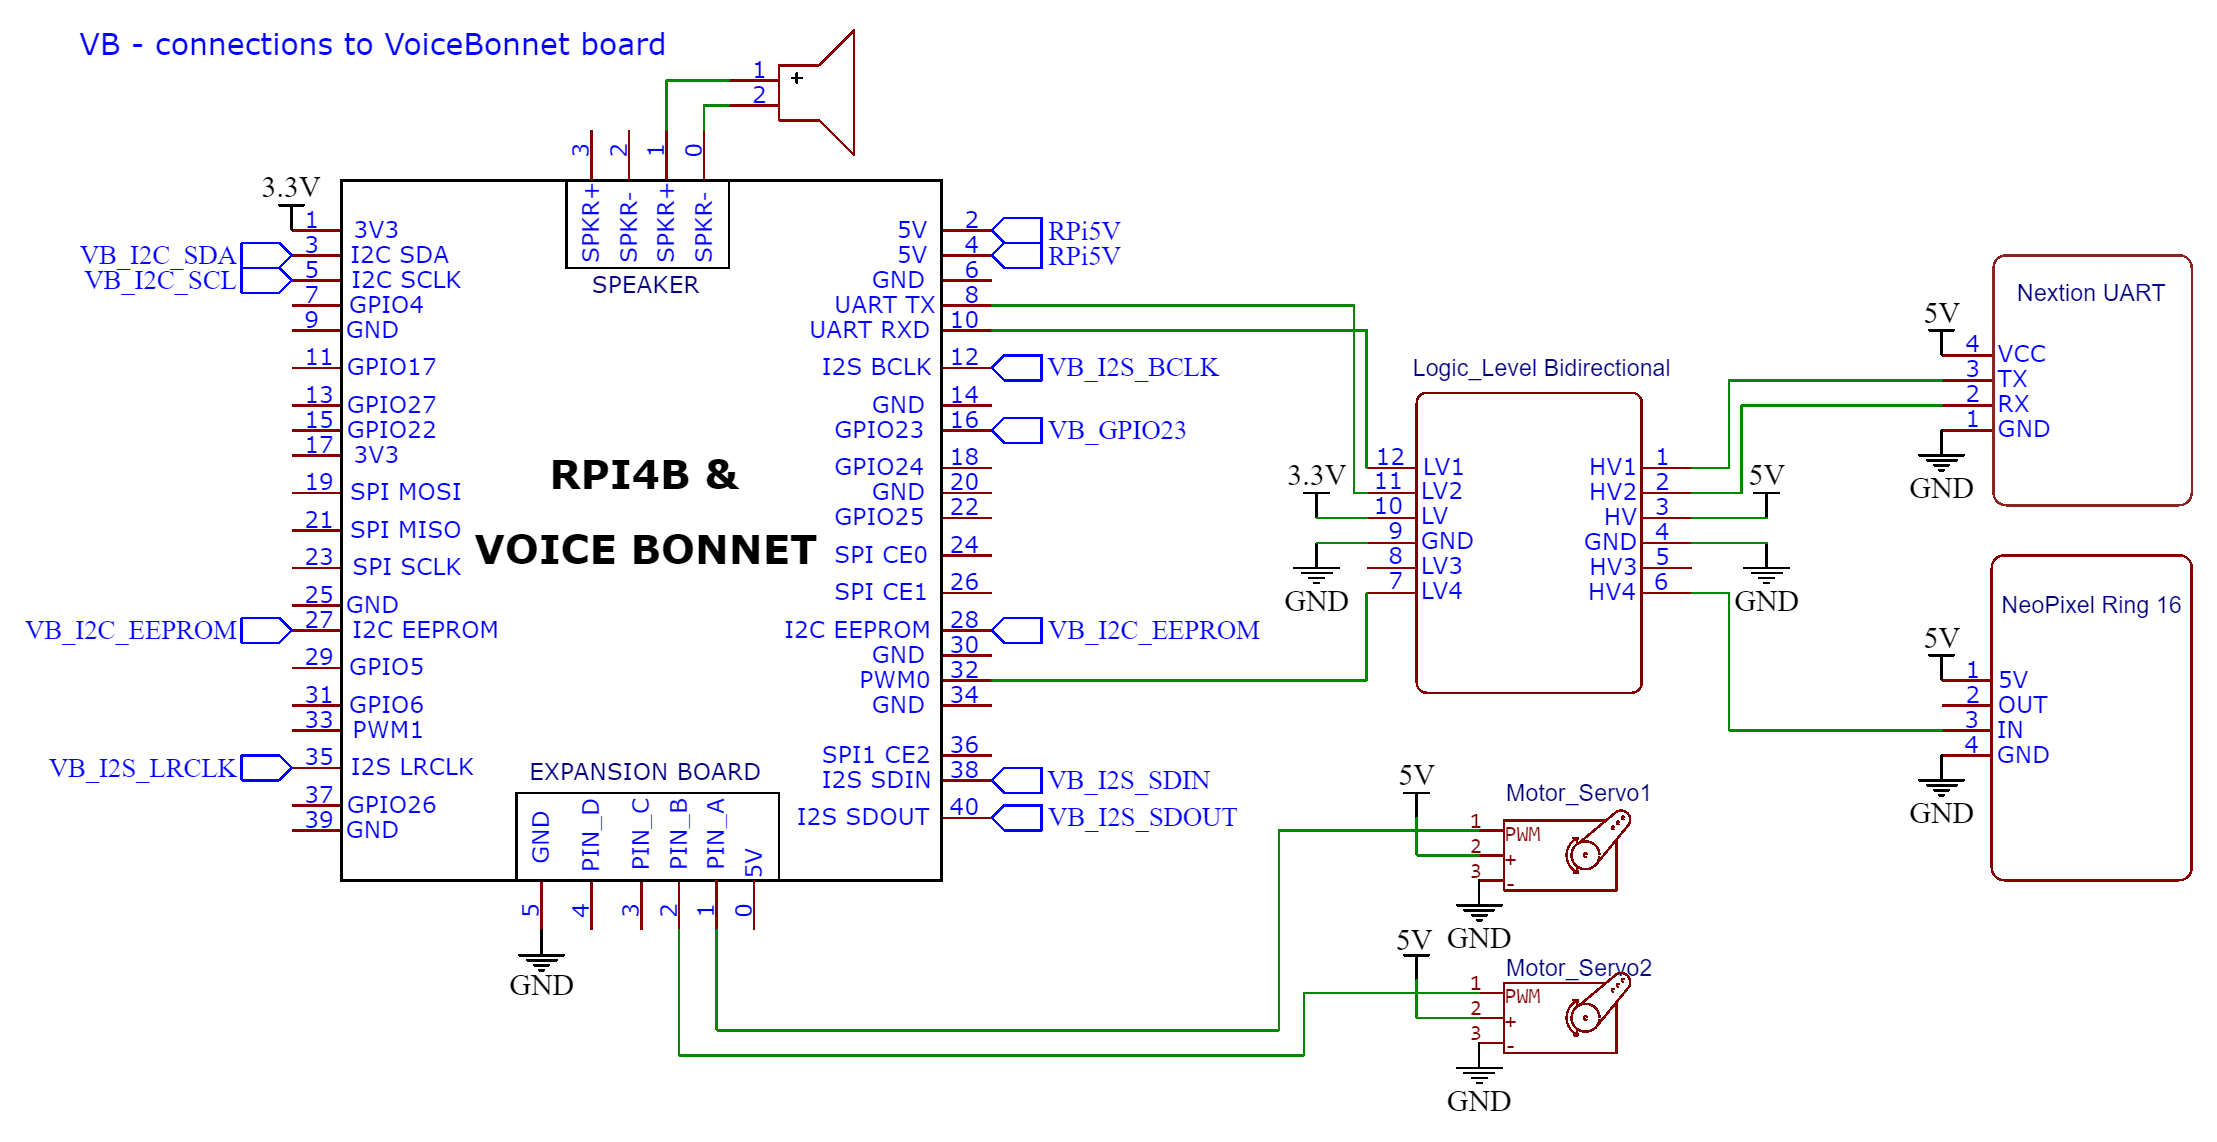 VB - connections to VoiceBonnet board
1
+
2
3 2 1 0
SPKR+ SPKR- SPKR+ SPKR-
SPEAKER
3.3V
1 3V3
VB_I2C_SDA 3 I2C SDA
VB_I2C_SCL 5 I2C SCLK
7 GPIO4
9 GND
11 GPIO17
13 GPIO27
15 GPIO22
17 3V3
19 SPI MOSI
21 SPI MISO
23 SPI SCLK
25 GND
VB_I2C_EEPROM 27 I2C EEPROM
29 GPIO5
31 GPIO6
33 PWM1
VB_I2S_LRCLK 35 I2S LRCLK
37 GPIO26
39 GND
RPI4B &
VOICE BONNET
5V 2 RPi5V
5V 4 RPi5V
GND 6
UART TX 8
UART RXD 10
I2S BCLK 12 VB_I2S_BCLK
GND 14
GPIO23 16 VB_GPIO23
GPIO24 18
GND 20
GPIO25 22
SPI CE0 24
SPI CE1 26
I2C EEPROM 28 VB_I2C_EEPROM
GND 30
PWM0 32
GND 34
SPI1 CE2 36
I2S SDIN 38 VB_I2S_SDIN
I2S SDOUT 40 VB_I2S_SDOUT
EXPANSION BOARD
GND PIN_D PIN_C PIN_B PIN_A 5V
5 4 3 2 1 0
GND
Logic_Level Bidirectional
3.3V
GND
12 LV1
11 LV2
10 LV
9 GND
8 LV3
7 LV4
HV1 1
HV2 2
HV 3
GND 4
HV3 5
HV4 6
5V
GND
Nextion UART
5V
4 VCC
3 TX
2 RX
1 GND
GND
NeoPixel Ring 16
5V
1 5V
2 OUT
3 IN
4 GND
GND
5V
Motor_Servo1
1 PWM
2 +
3 -
GND
5V
Motor_Servo2
1 PWM
2 +
3 -
GND